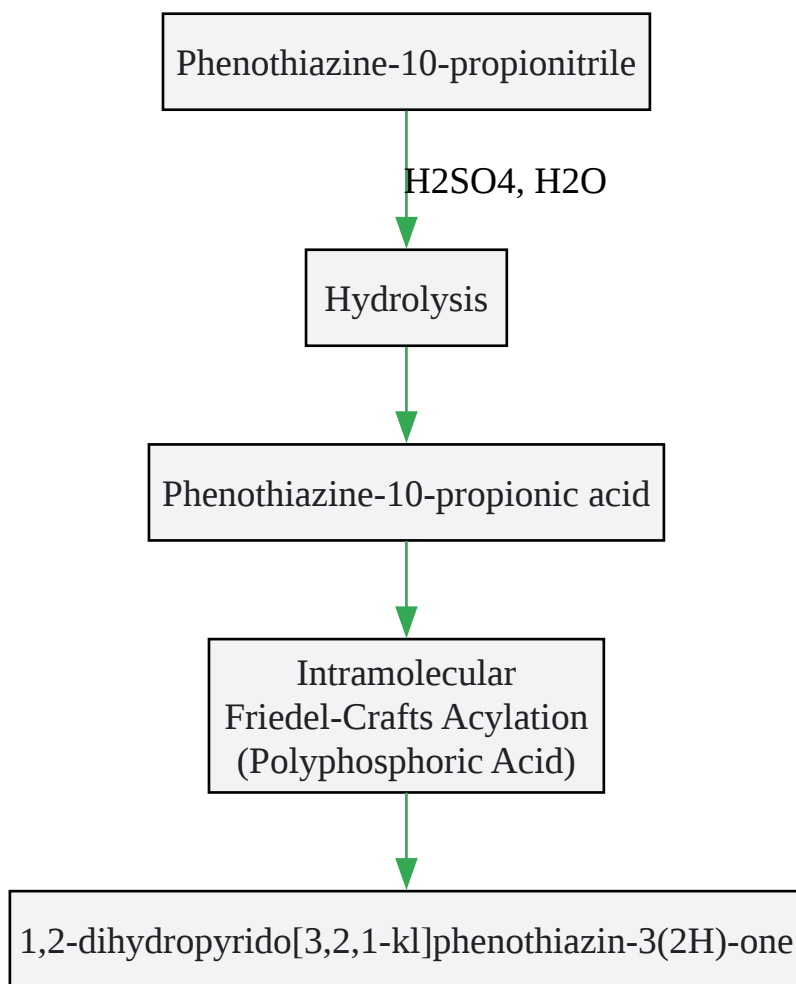 Phenothiazine-10-propionitrile
H2SO4, H2O
Hydrolysis
Phenothiazine-10-propionic acid
Intramolecular
Friedel-Crafts Acylation
(Polyphosphoric Acid)
1,2-dihydropyrido[3,2,1-kl]phenothiazin-3(2H)-one